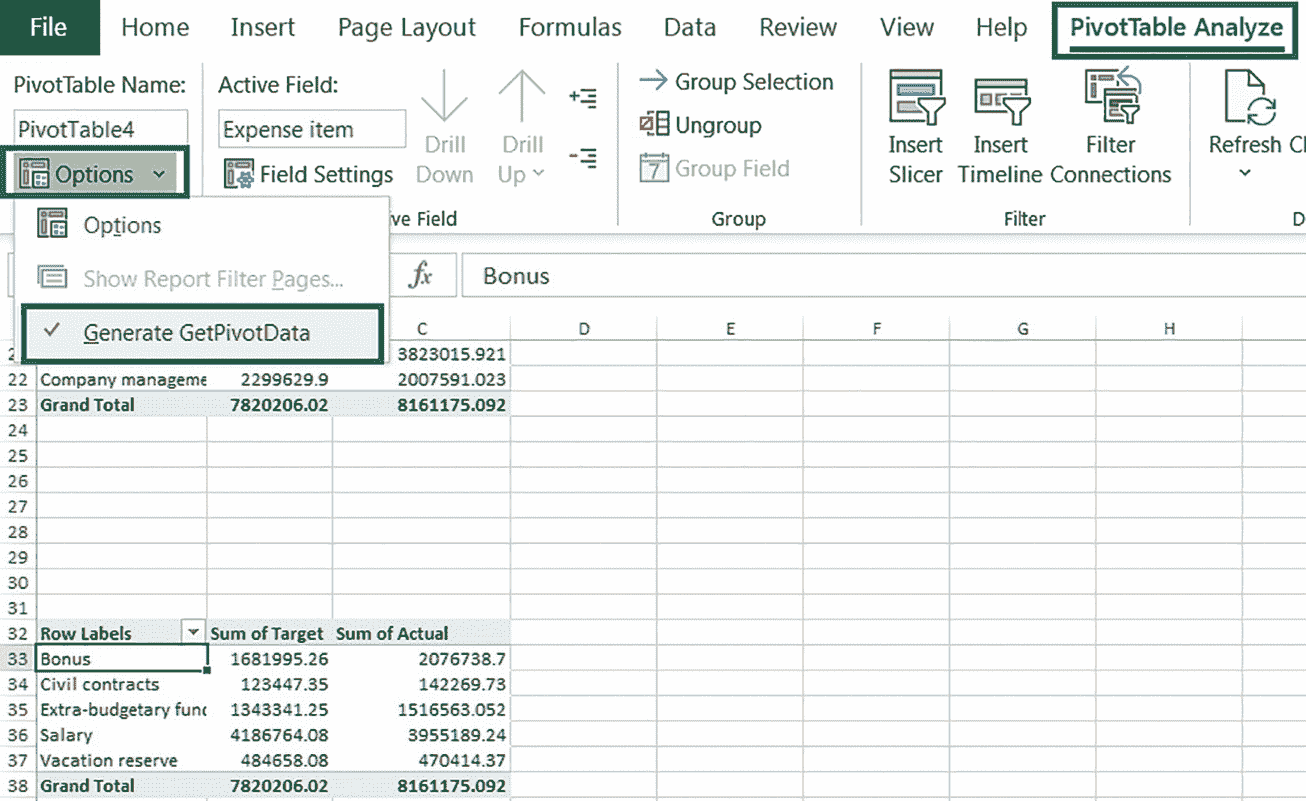 File Home Insert Page Layout Formulas Data Review View Help PivotTable Analyze
PivotTable Name: Active Field:
PivotTable4 Expense item
Options Field Settings
Drill Down Drill Up
Group Selection
Ungroup
7 Group Field
Insert Slicer Insert Timeline Filter Connections
Refresh
ve Field Group Filter D
Options
Show Report Filter Pages...
Generate GetPivotData
fx Bonus
C D E F G H
3823015.921
22 Company manageme 2299629.9 2007591.023
23 Grand Total 7820206.02 8161175.092
24
25
26
27
28
29
30
31
32 Row Labels Sum of Target Sum of Actual
33 Bonus 1681995.26 2076738.7
34 Civil contracts 123447.35 142269.73
35 Extra-budgetary fun 1343341.25 1516563.052
36 Salary 4186764.08 3955189.24
37 Vacation reserve 484658.08 470414.37
38 Grand Total 7820206.02 8161175.092